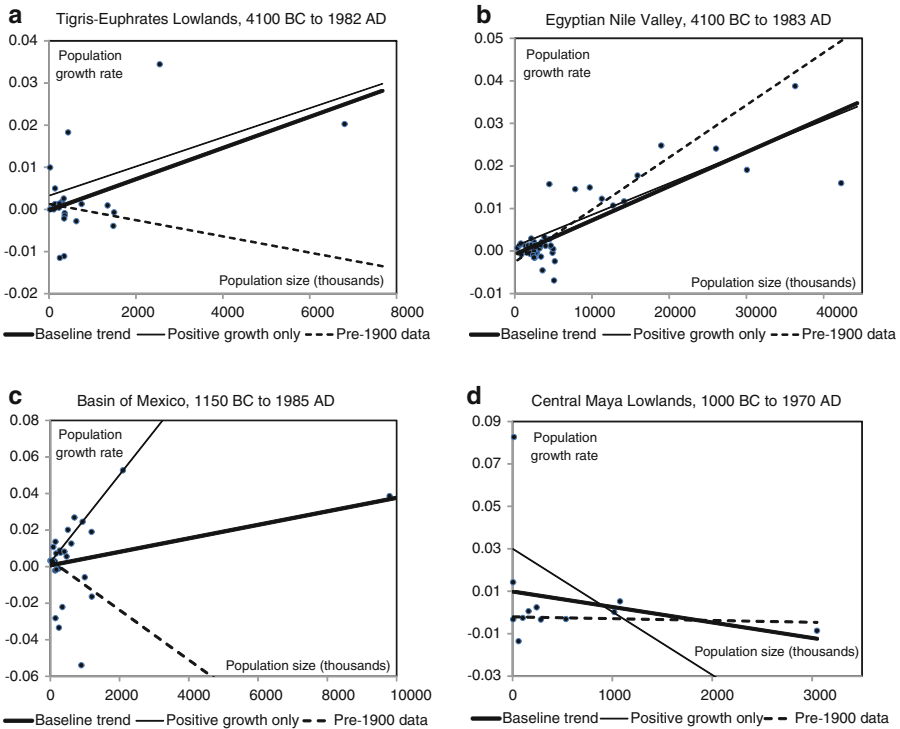 a
Tigris-Euphrates Lowlands, 4100 BC to 1982 AD
0.04
0.03
0.02
0.01
0.00
-0.01
-0.02
Population
growth rate
Population size (thousands)
0 2000 4000 6000 8000
Baseline trend Positive growth only Pre-1900 data
b
Egyptian Nile Valley, 4100 BC to 1983 AD
0.05
0.04
0.03
0.02
0.01
0.00
-0.01
Population
growth rate
Population size (thousands)
0 10000 20000 30000 40000
Baseline trend Positive growth only Pre-1900 data
c
Basin of Mexico, 1150 BC to 1985 AD
0.08
0.06
0.04
0.02
0.00
-0.02
-0.04
-0.06
Population
growth rate
Population size (thousands)
0 2000 4000 6000 8000 10000
Baseline trend Positive growth only Pre-1900 data
d
Central Maya Lowlands, 1000 BC to 1970 AD
0.09
0.07
0.05
0.03
0.01
-0.01
-0.03
Population
growth rate
Population size (thousands)
0 1000 2000 3000
Baseline trend Positive growth only Pre-1900 data